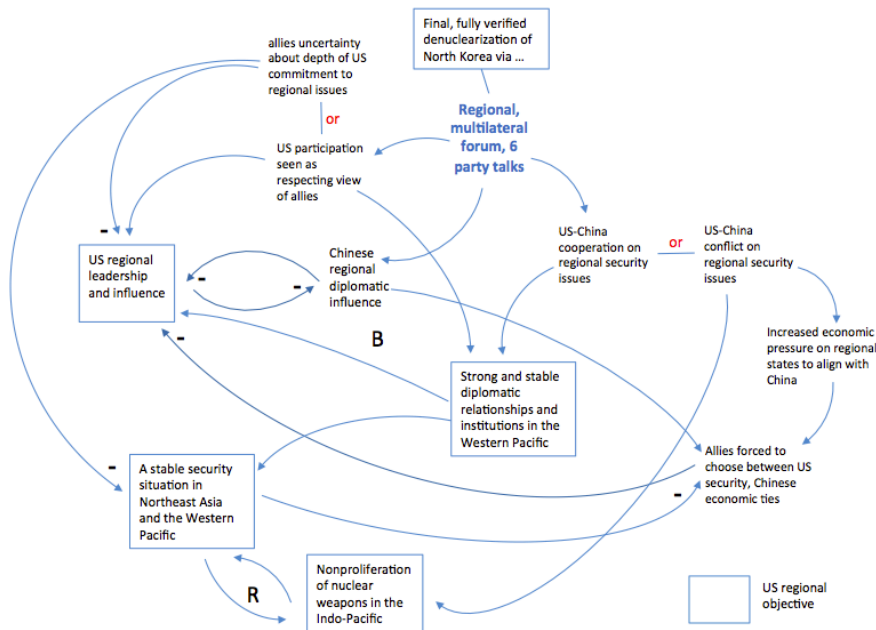 Final, fully verified
denuclearization of
North Korea via ...
allies uncertainty
about depth of US
commitment to
regional issues
or
Regional,
multilateral
forum, 6
party talks
US participation
seen as
respecting view
of allies
-
US-China
cooperation on
regional security
issues
or
US-China
conflict on
regional security
issues
US regional
leadership
and influence
-
-
Chinese
regional
diplomatic
influence
B
-
Increased economic
pressure on regional
states to align with
China
Strong and stable
diplomatic
relationships and
institutions in the
Western Pacific
Allies forced to
choose between US
security, Chinese
economic ties
-
-
A stable security
situation in
Northeast Asia
and the Western
Pacific
R
Nonproliferation
of nuclear
weapons in the
Indo-Pacific
US regional
objective